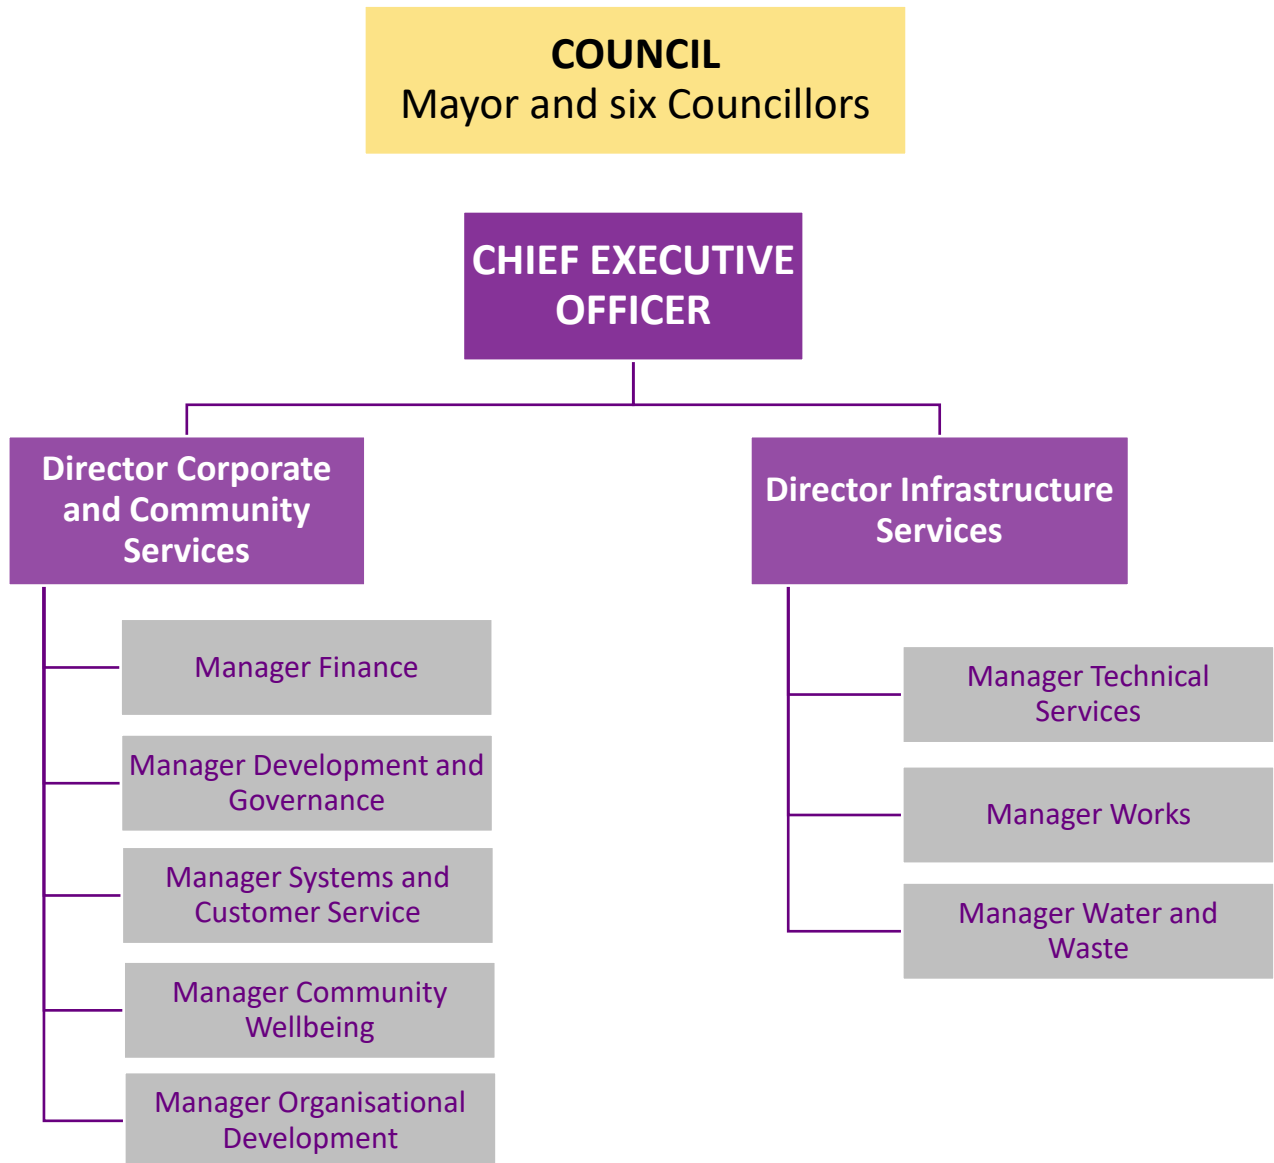 COUNCIL
Mayor and six Councillors
CHIEF EXECUTIVE
OFFICER
Director Corporate
and Community
Services
Manager Finance
Manager Development and
Governance
Manager Systems and
Customer Service
Manager Community
Wellbeing
Manager Organisational
Development
Director Infrastructure
Services
Manager Technical
Services
Manager Works
Manager Water and
Waste